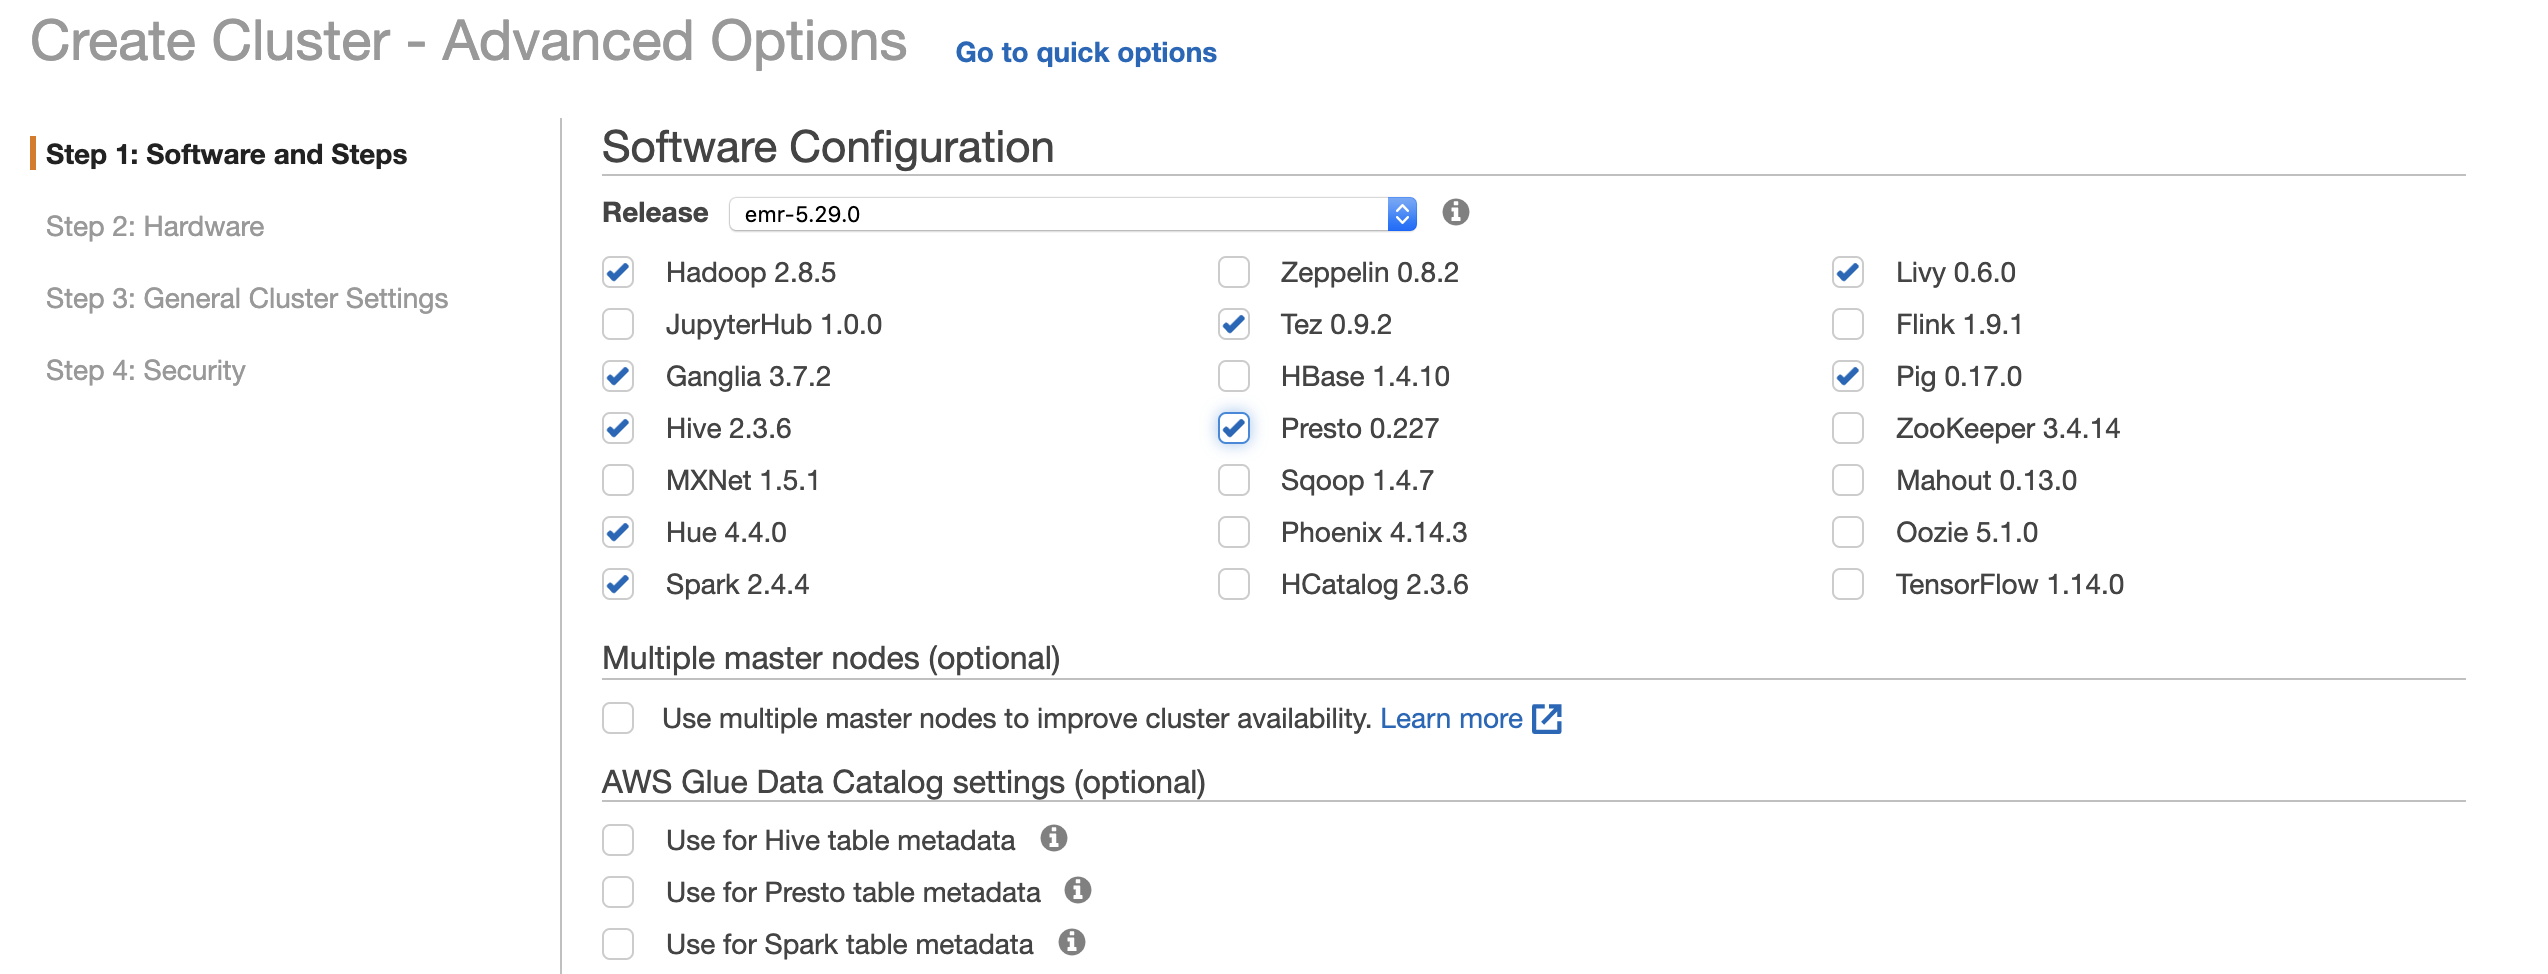 Create Cluster - Advanced Options Go to quick options
Step 1: Software and Steps
Step 2: Hardware
Step 3: General Cluster Settings
Step 4: Security
Software Configuration
Release emr-5.29.0
Hadoop 2.8.5 Zeppelin 0.8.2 Livy 0.6.0
JupyterHub 1.0.0 Tez 0.9.2 Flink 1.9.1
Ganglia 3.7.2 HBase 1.4.10 Pig 0.17.0
Hive 2.3.6 Presto 0.227 ZooKeeper 3.4.14
MXNet 1.5.1 Sqoop 1.4.7 Mahout 0.13.0
Hue 4.4.0 Phoenix 4.14.3 Oozie 5.1.0
Spark 2.4.4 HCatalog 2.3.6 TensorFlow 1.14.0
Multiple master nodes (optional)
Use multiple master nodes to improve cluster availability. Learn more
AWS Glue Data Catalog settings (optional)
Use for Hive table metadata
Use for Presto table metadata
Use for Spark table metadata